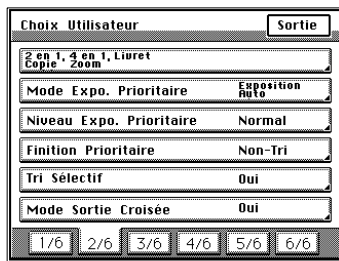 Choix Utilisateur Sortie
2 en 1, 4 en 1, Livret
Copie Zoom
Mode Expo. Prioritaire Exposition
Auto
Niveau Expo. Prioritaire Normal
Finition Prioritaire Non-Tri
Tri Sélectif Oui
Mode Sortie Croisée Oui
1/6 2/6 3/6 4/6 5/6 6/6